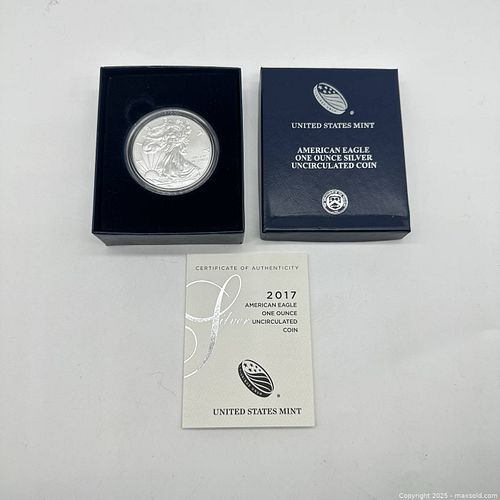 UNITED STATES MINT
AMERICAN EAGLE
ONE OUNCE SILVER
UNCIRCULATED COIN
CERTIFICATE OF AUTHENTICITY
2017
AMERICAN EAGLE
ONE OUNCE
Silver UNCIRCULATED
COIN
UNITED STATES MINT
Copyright 2025 - maxsold.com